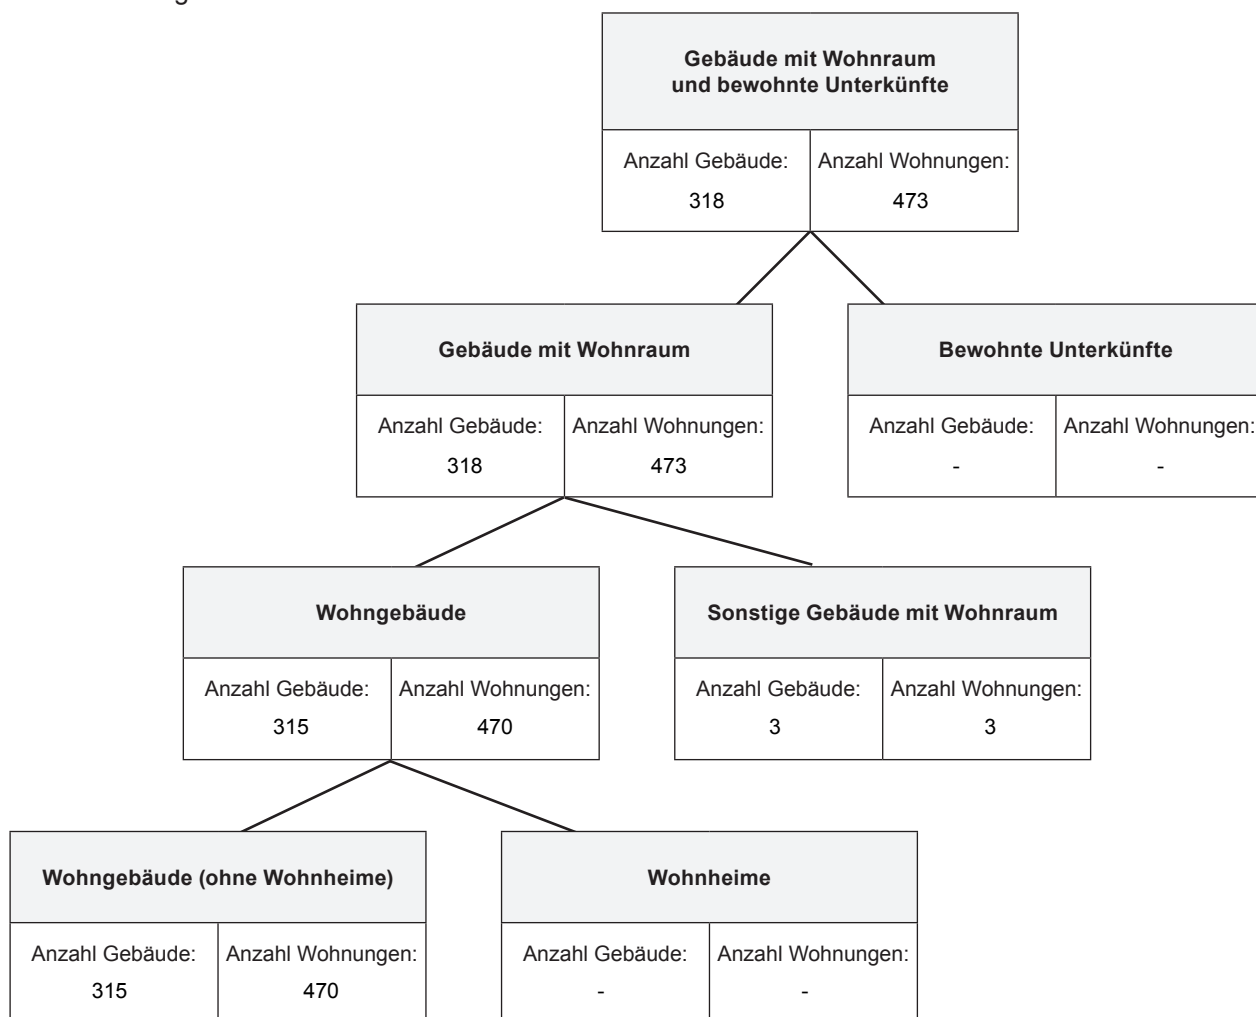 Gebäude mit Wohnraum
und bewohnte Unterkünfte
Anzahl Gebäude: Anzahl Wohnungen:
318 473
Gebäude mit Wohnraum
Anzahl Gebäude: Anzahl Wohnungen:
318 473
Bewohnte Unterkünfte
Anzahl Gebäude: Anzahl Wohnungen:
- -
Wohngebäude
Anzahl Gebäude: Anzahl Wohnungen:
315 470
Sonstige Gebäude mit Wohnraum
Anzahl Gebäude: Anzahl Wohnungen:
3 3
Wohngebäude (ohne Wohnheime)
Anzahl Gebäude: Anzahl Wohnungen:
315 470
Wohnheime
Anzahl Gebäude: Anzahl Wohnungen:
- -